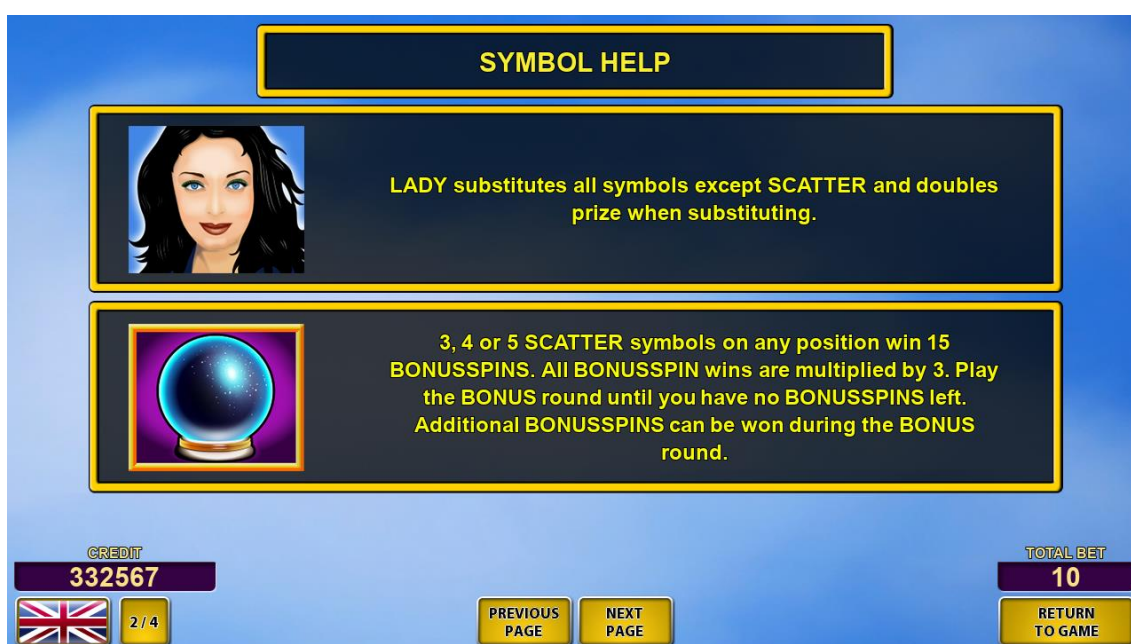 SYMBOL HELP
LADY substitutes all symbols except SCATTER and doubles
prize when substituting.
3, 4 or 5 SCATTER symbols on any position win 15
BONUSSPINS. All BONUSSPIN wins are multiplied by 3. Play
the BONUS round until you have no BONUSSPINS left.
Additional BONUSSPINS can be won during the BONUS
round.
CREDIT
332567
TOTAL BET
10
2 / 4
PREVIOUS
PAGE
NEXT
PAGE
RETURN
TO GAME